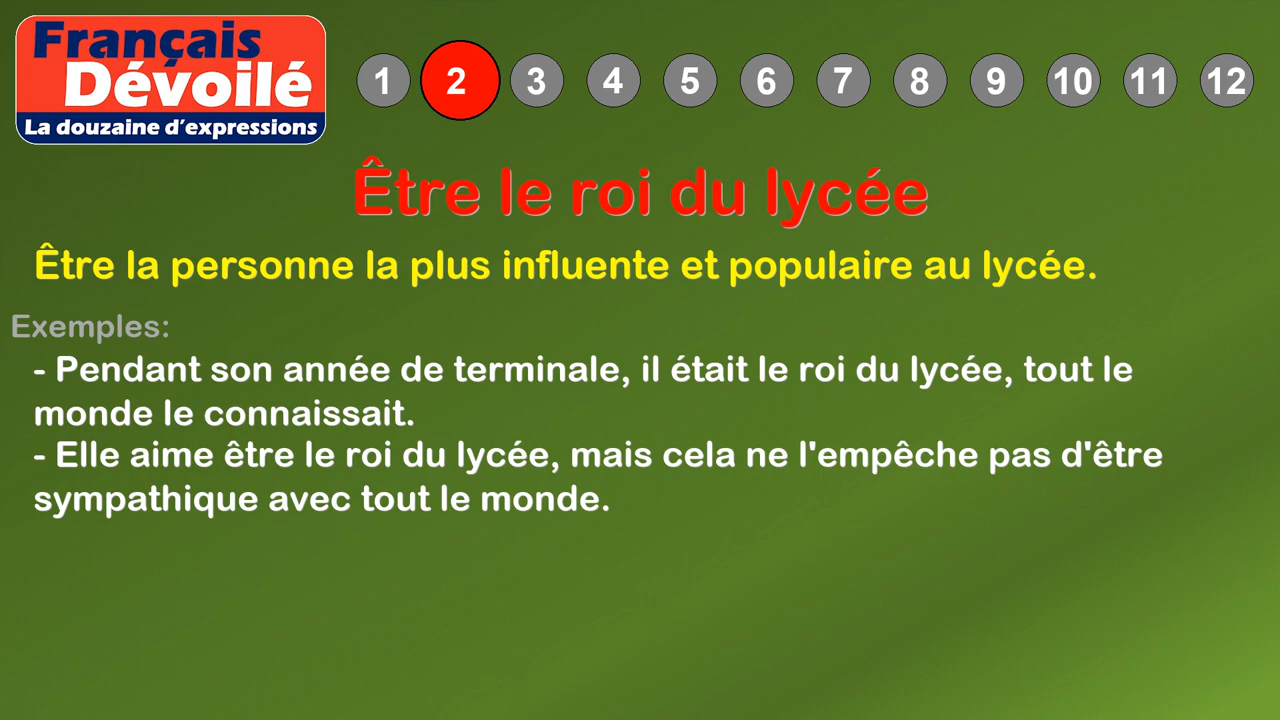 Français
Dévoilé
La douzaine d'expressions
1 2 3 4 5 6 7 8 9 10 11 12
Être le roi du lycée
Être la personne la plus influente et populaire au lycée.
Exemples:
- Pendant son année de terminale, il était le roi du lycée, tout le
monde le connaissait.
- Elle aime être le roi du lycée, mais cela ne l'empêche pas d'être
sympathique avec tout le monde.